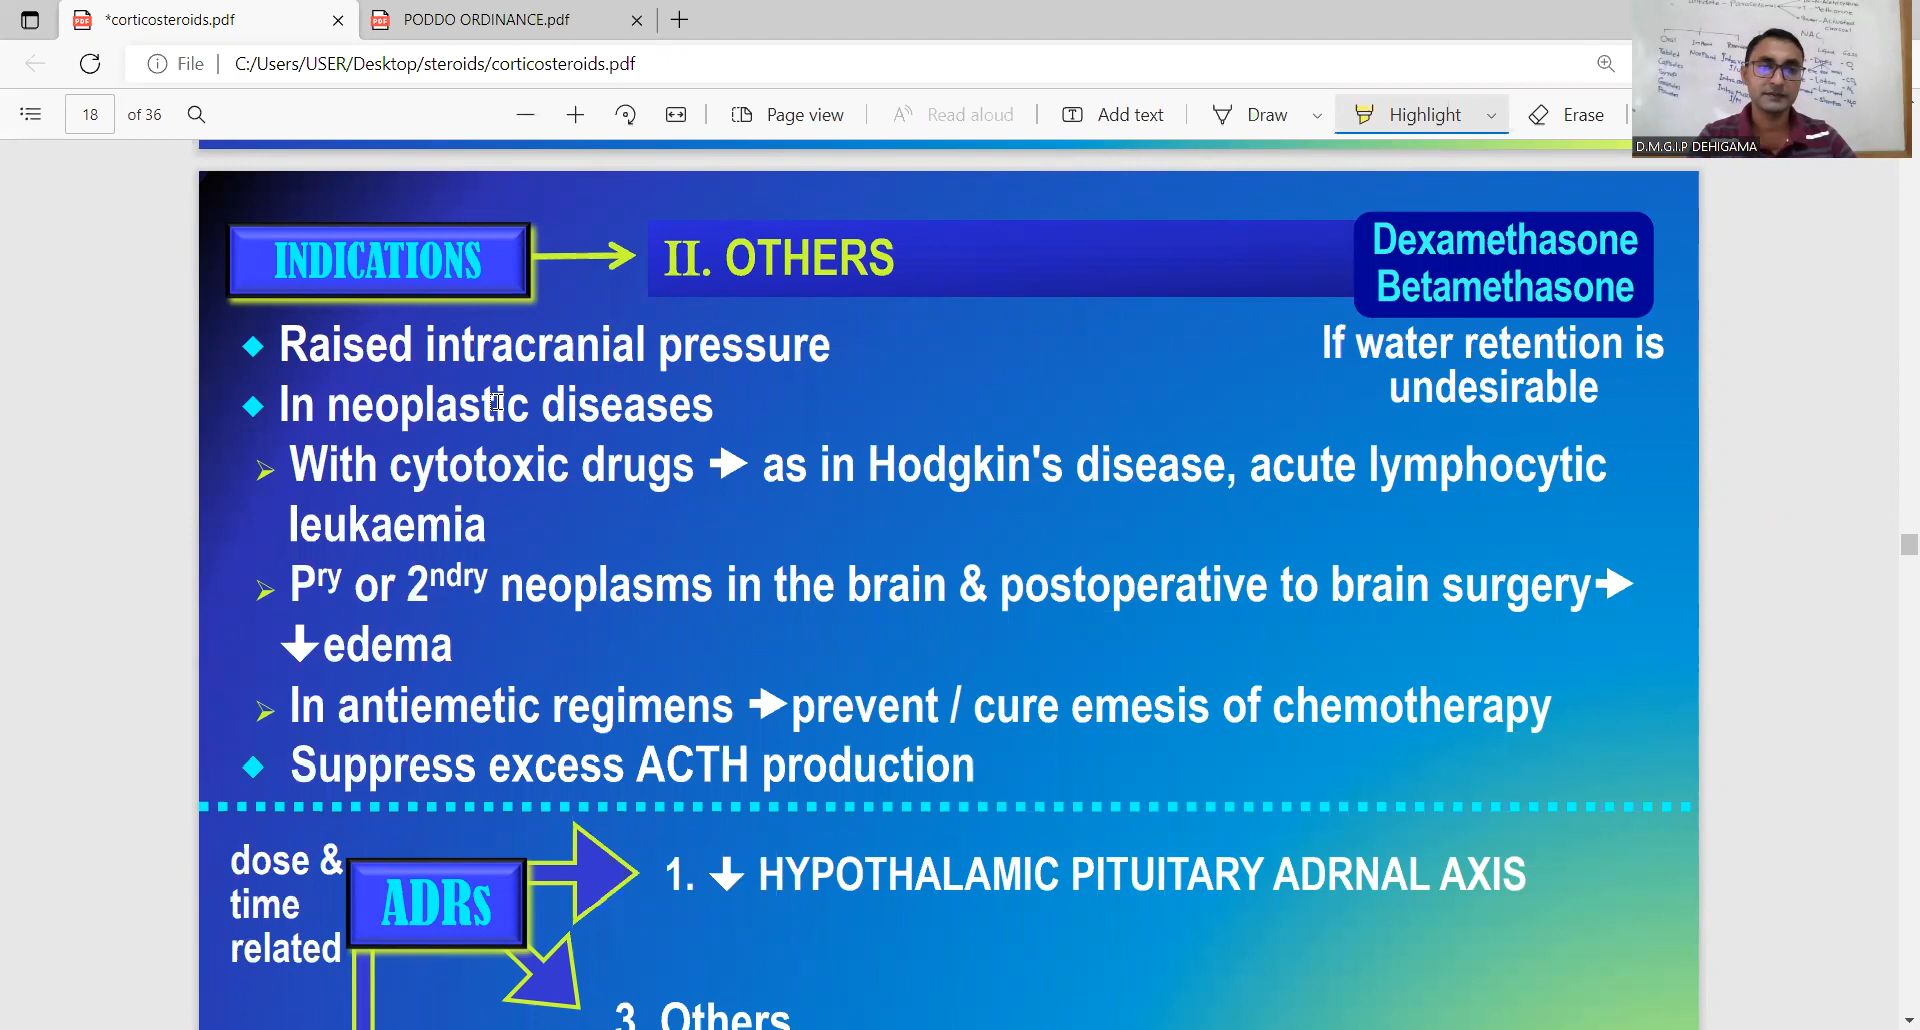 *corticosteroids.pdf
PODDO ORDINANCE.pdf
File
C:/Users/USER/Desktop/steroids/corticosteroids.pdf
18 of 36
Page view
Read aloud
Add text
Draw
Highlight
Erase
NAC
Oral
D.M.G.I.P DEHIGAMA
INDICATIONS
II. OTHERS
Dexamethasone
Betamethasone
If water retention is
undesirable
Raised intracranial pressure
In neoplastic diseases
With cytotoxic drugs → as in Hodgkin's disease, acute lymphocytic
leukaemia
Pry or 2ndry neoplasms in the brain & postoperative to brain surgery→
↓edema
In antiemetic regimens →prevent / cure emesis of chemotherapy
Suppress excess ACTH production
dose &
time
related
ADRs
1. ↓ HYPOTHALAMIC PITUITARY ADRNAL AXIS
3. Others